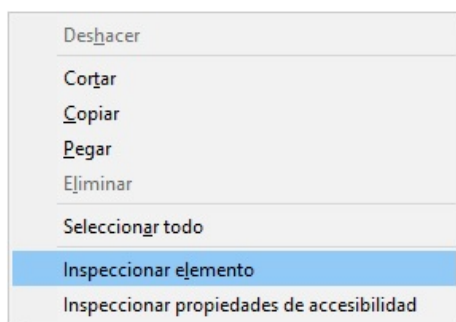 Deshacer
Cortar
Copiar
Pegar
Eliminar
Seleccionar todo
Inspeccionar elemento
Inspeccionar propiedades de accesibilidad